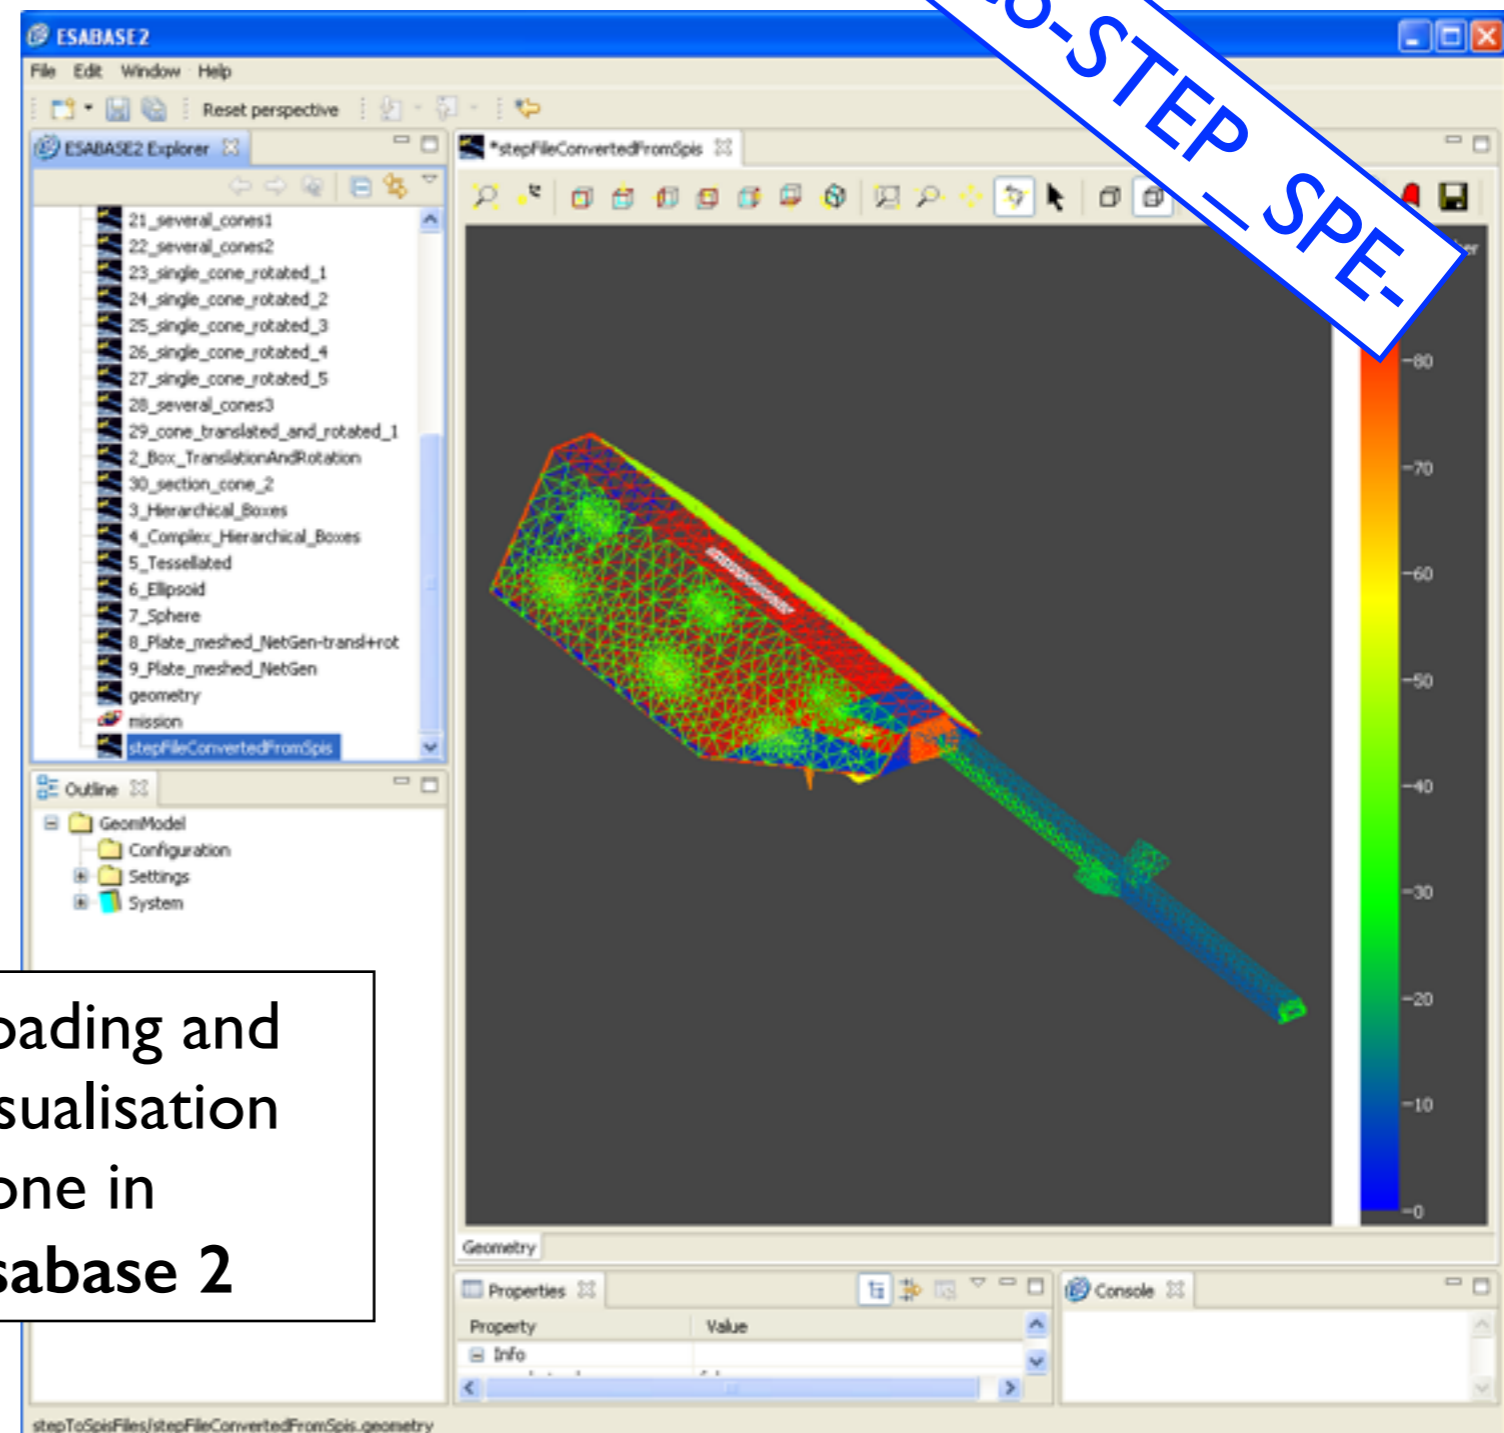 ESABASE2
File Edit Window Help
Reset perspective
ESABASE2 Explorer
21_several_cones1
22_several_cones2
23_single_cone_rotated_1
24_single_cone_rotated_2
25_single_cone_rotated_3
26_single_cone_rotated_4
27_single_cone_rotated_5
28_several_cones3
29_cone_translated_and_rotated_1
2_Box_TranslationAndRotation
30_section_cone_2
3_Hierarchical_Boxes
4_Complex_Hierarchical_Boxes
5_Tessellated
6_Ellipsoid
7_Sphere
8_Plate_meshed_NetGen-transl+rot
9_Plate_meshed_NetGen
geometry
mission
stepFileConvertedFromSpis
Outline
GeomModel
Configuration
Settings
System
oading and
sualisation
one in
sabase 2
*stepFileConvertedFromSpis
o-STEP_SPE-
80
70
60
50
40
30
20
10
0
Geometry
Properties
Property Value
Info
Console
stepToSpisFiles/stepFileConvertedFromSpis.geometry